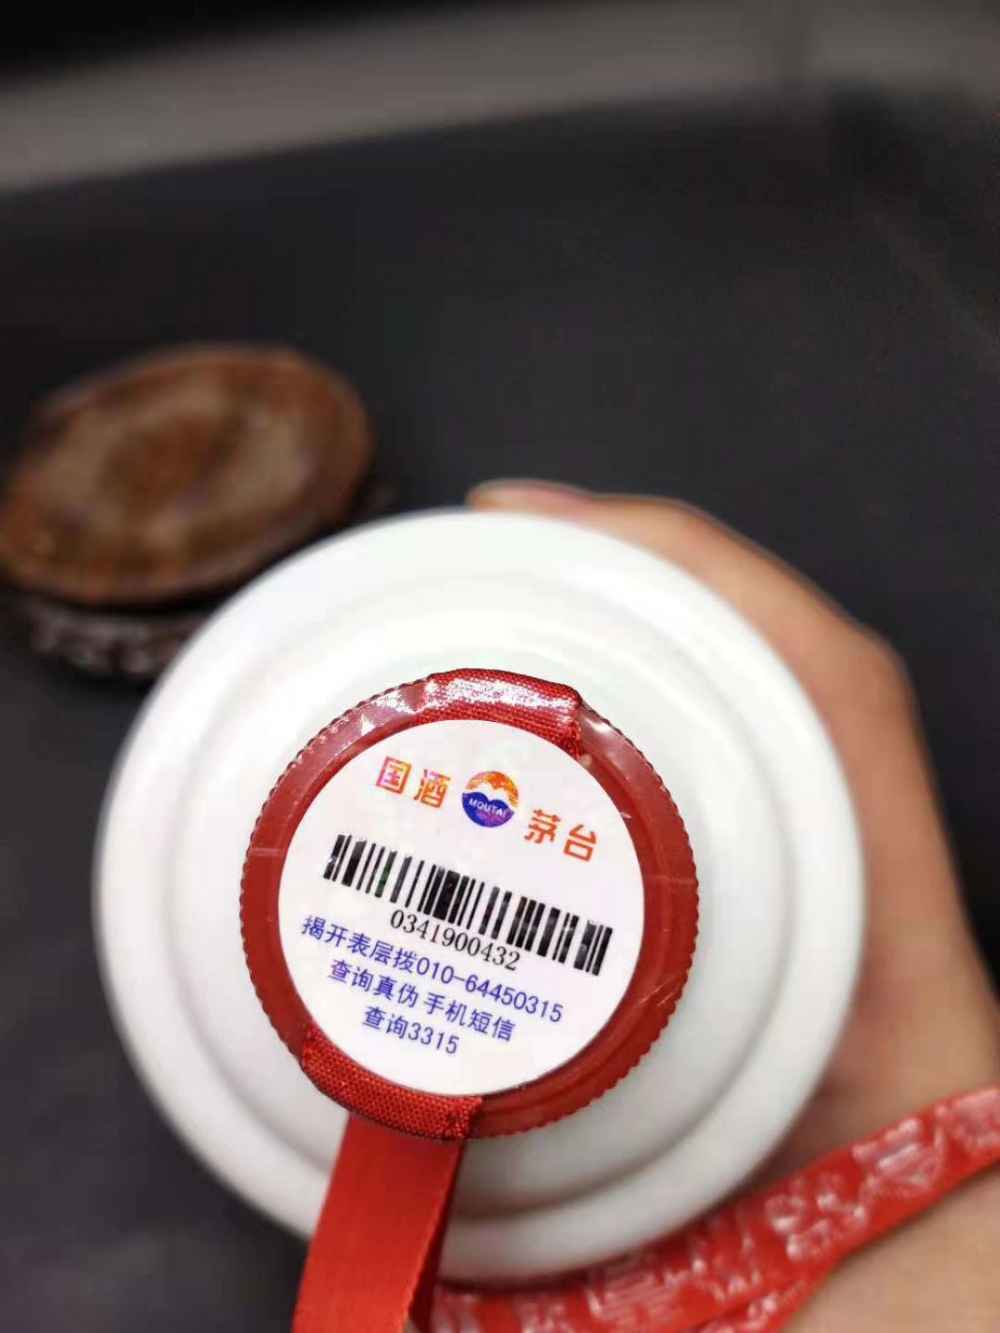 国酒 MOUTAI 茅台
0341900432
揭开表层拨010-64450315
查询真伪 手机短信
查询3315